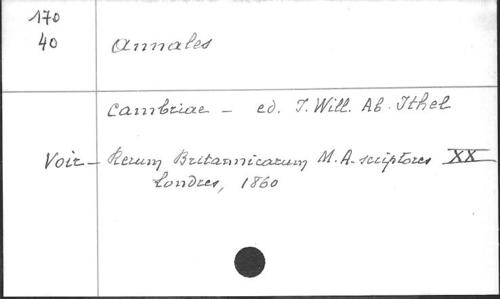 170
40
Annales
Cambriae – ed. J. Will. Ab. Ithel
Voir – Rerum Britannicarum M. A. scriptores XX
Londres, 1860